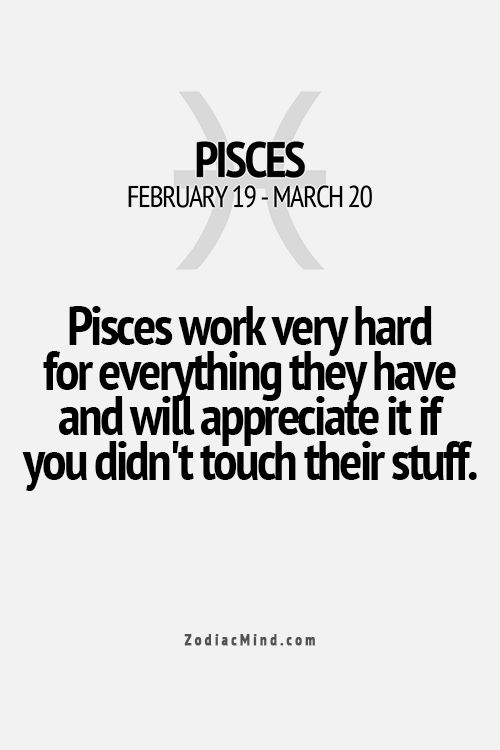 PISCES
FEBRUARY 19 - MARCH 20
Pisces work very hard
for everything they have
and will appreciate it if
you didn't touch their stuff.
ZodiacMind.com